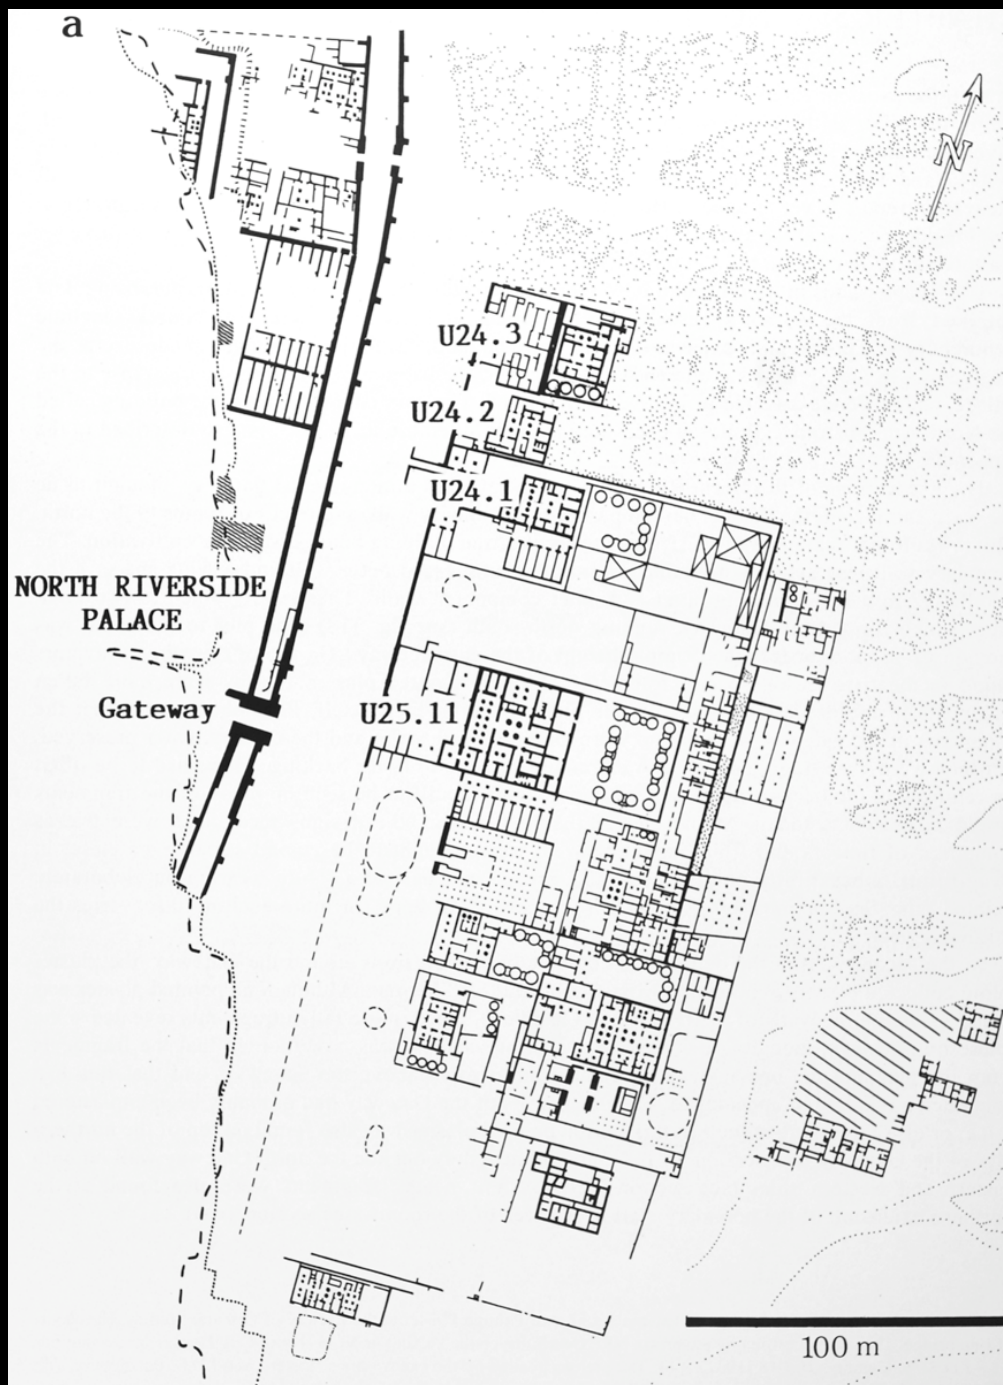 a
N
U24.3
U24.2
U24.1
NORTH RIVERSIDE
PALACE
Gateway
U25.11
100 m